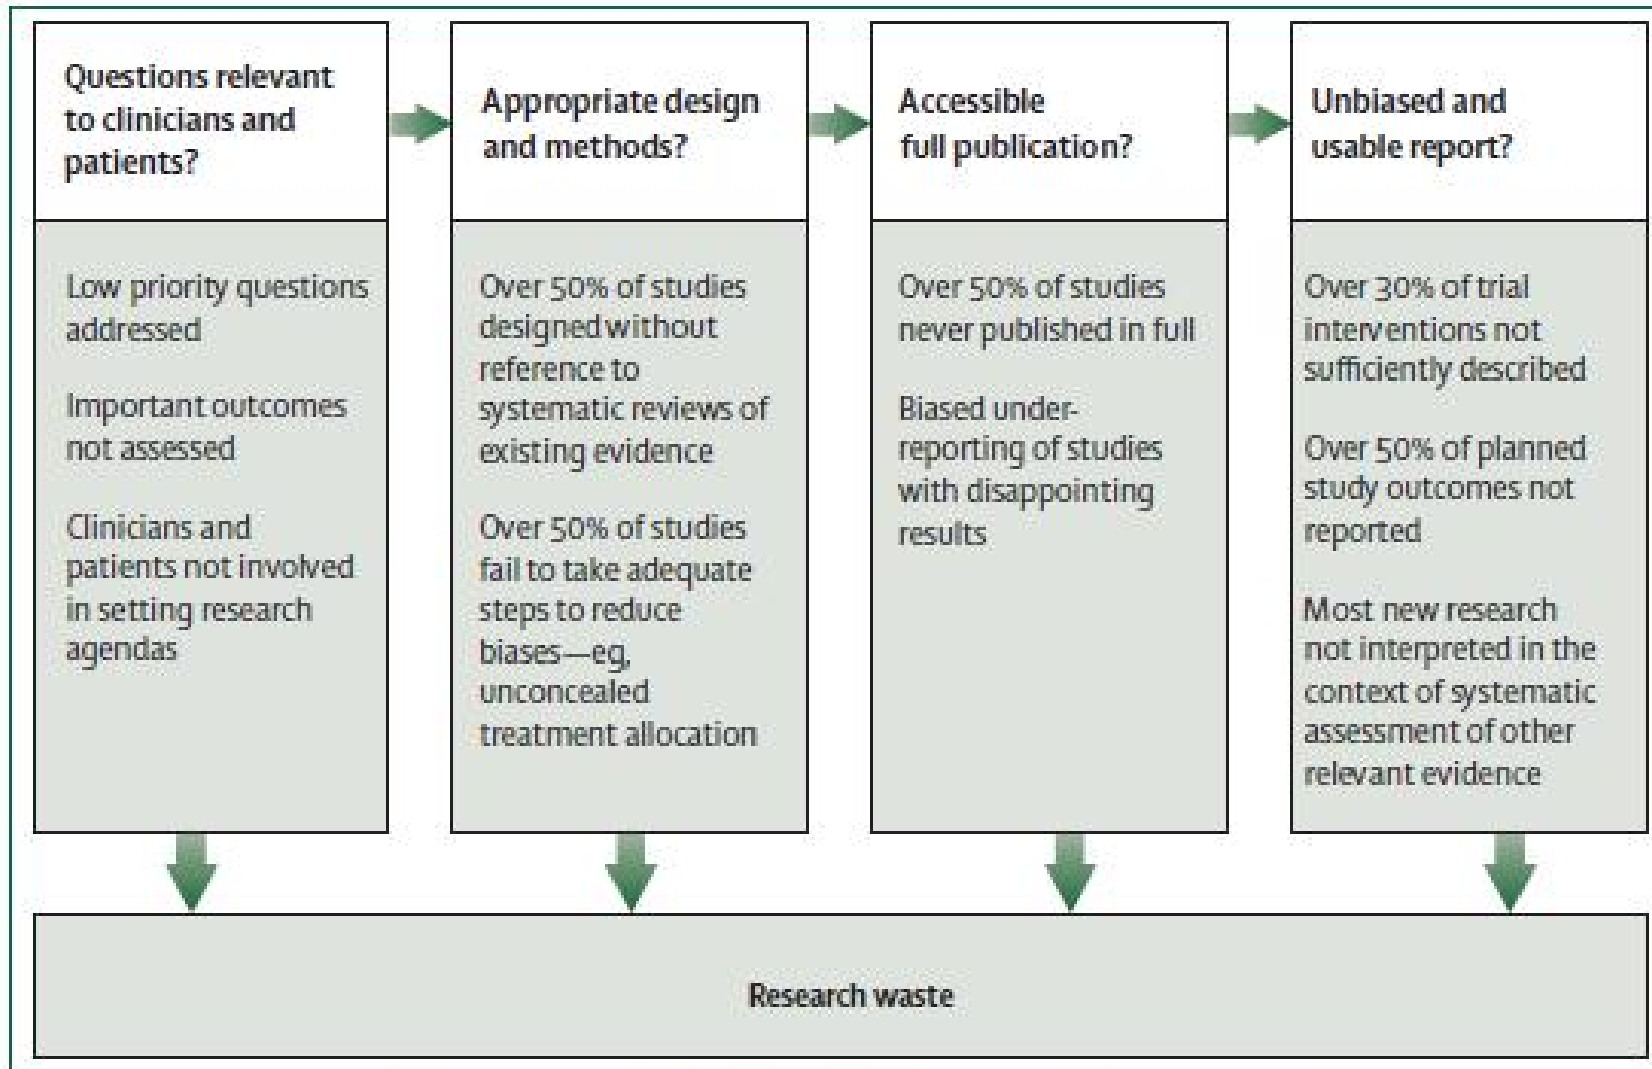 Questions relevant
to clinicians and
patients?
Low priority questions
addressed
Important outcomes
not assessed
Clinicians and
patients not involved
in setting research
agendas
Appropriate design
and methods?
Over 50% of studies
designed without
reference to
systematic reviews of
existing evidence
Over 50% of studies
fail to take adequate
steps to reduce
biases—eg,
unconcealed
treatment allocation
Accessible
full publication?
Over 50% of studies
never published in full
Biased under-
reporting of studies
with disappointing
results
Unbiased and
usable report?
Over 30% of trial
interventions not
sufficiently described
Over 50% of planned
study outcomes not
reported
Most new research
not interpreted in the
context of systematic
assessment of other
relevant evidence
Research waste